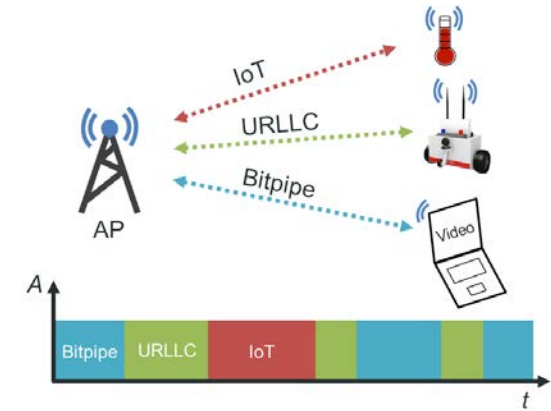 IoT
URLLC
Bitpipe
AP
Video
A
Bitpipe URLLC IoT
t